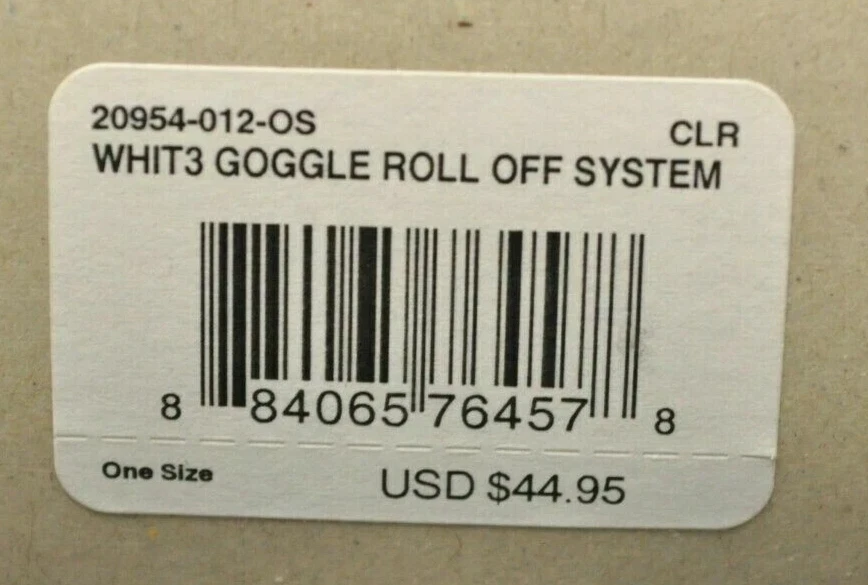 20954-012-OS
CLR
WHIT3 GOGGLE ROLL OFF SYSTEM
8 84065 76457 8
One Size
USD $44.95